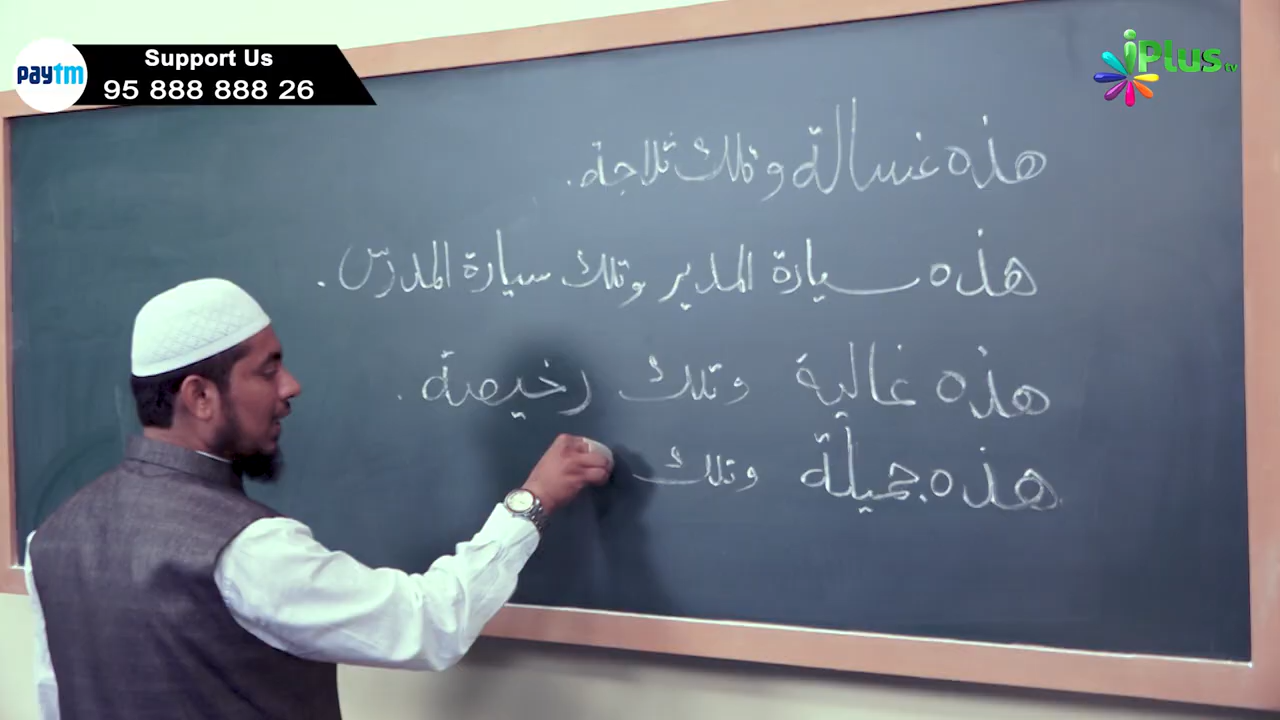 paytm
Support Us
95 888 888 26
iPlus tv
هذه غسالة وتلك ثلاجة.
هذه سيارة المدير وتلك سيارة المدرّس.
هذه غالية وتلك رخيصة.
هذه جميلة وتلك